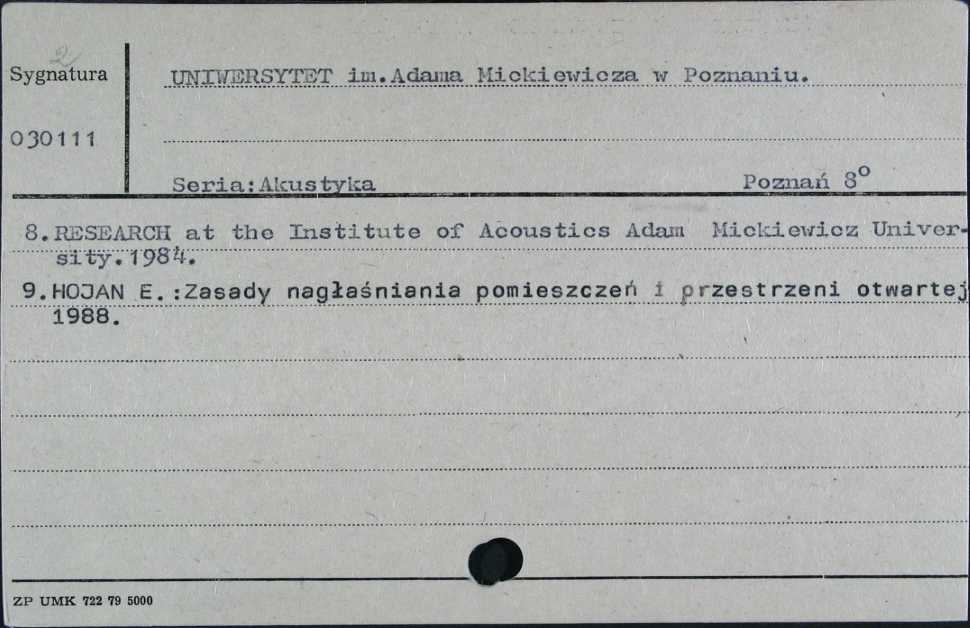 2
Sygnatura
UNIWERSYTET im.Adama Mickiewicza w Poznaniu.
030111
Seria:Akustyka Poznań 8°
8.RESEARCH at the Institute of Acoustics Adam Mickiewicz Univer-
sity.1984.
9.HOJAN E.:Zasady nagłaśniania pomieszczeń i przestrzeni otwartej
1988.
ZP UMK 722 79 5000